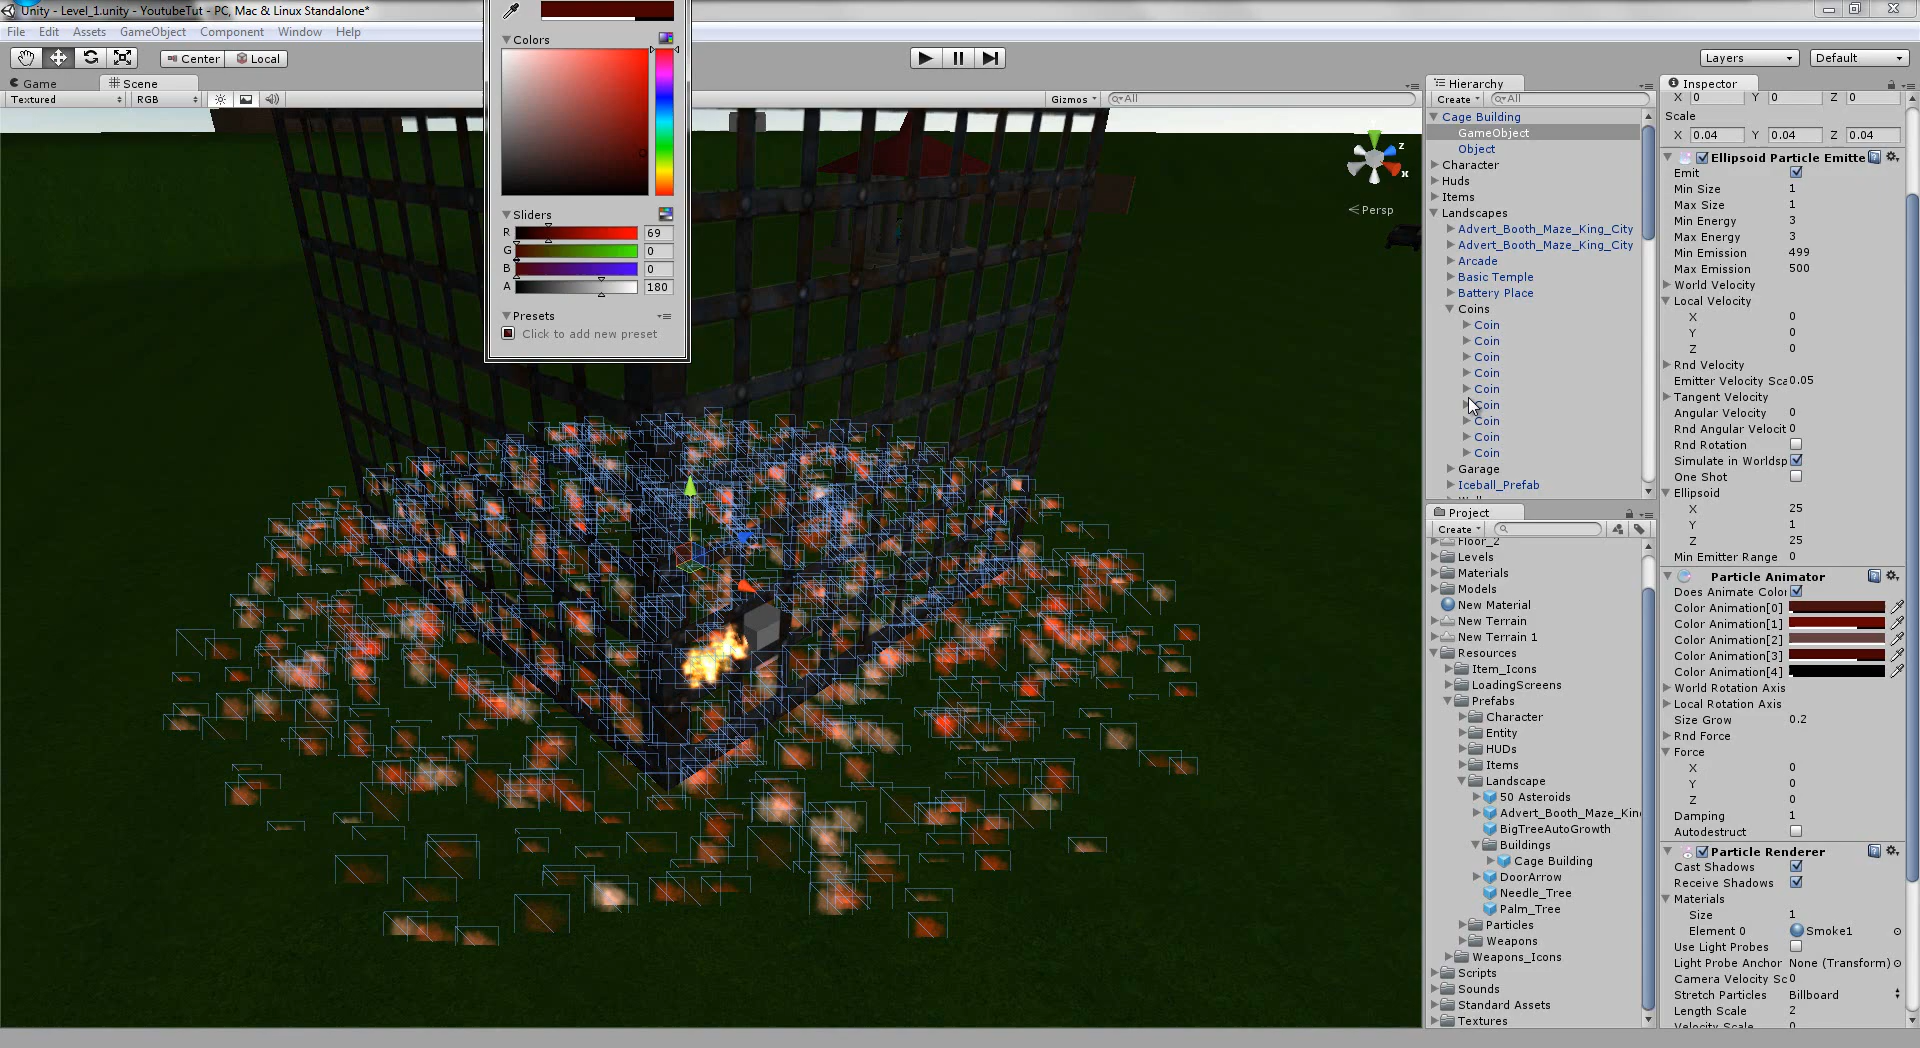 Unity - Level_1.unity - YoutubeTut - PC, Mac & Linux Standalone*
File Edit Assets GameObject Component Window Help
Center Local
Layers Default
Game Scene
Textured RGB
Gizmos All
Colors
Sliders
R 69
G 0
B 0
A 180
Presets
Click to add new preset
Persp
z
x
Hierarchy
Create All
Cage Building
GameObject
Object
Character
Huds
Items
Landscapes
Advert_Booth_Maze_King_City
Advert_Booth_Maze_King_City
Arcade
Basic Temple
Battery Place
Coins
Coin
Coin
Coin
Coin
Coin
Coin
Coin
Coin
Coin
Garage
Iceball_Prefab
Project
Create
Floor_2
Levels
Materials
Models
New Material
New Terrain
New Terrain 1
Resources
Item_Icons
LoadingScreens
Prefabs
Character
Entity
HUDs
Items
Landscape
50 Asteroids
Advert_Booth_Maze_Kin
BigTreeAutoGrowth
Buildings
Cage Building
DoorArrow
Needle_Tree
Palm_Tree
Particles
Weapons
Weapons_Icons
Scripts
Sounds
Standard Assets
Textures
Inspector
X 0 Y 0 Z 0
Scale
X 0.04 Y 0.04 Z 0.04
Ellipsoid Particle Emitte
Emit
Min Size 1
Max Size 1
Min Energy 3
Max Energy 3
Min Emission 499
Max Emission 500
World Velocity
Local Velocity
X 0
Y 0
Z 0
Rnd Velocity
Emitter Velocity Sca 0.05
Tangent Velocity
Angular Velocity 0
Rnd Angular Velocit 0
Rnd Rotation
Simulate in Worldsp
One Shot
Ellipsoid
X 25
Y 1
Z 25
Min Emitter Range 0
Particle Animator
Does Animate Color
Color Animation[0]
Color Animation[1]
Color Animation[2]
Color Animation[3]
Color Animation[4]
World Rotation Axis
Local Rotation Axis
Size Grow 0.2
Rnd Force
Force
X 0
Y 0
Z 0
Damping 1
Autodestruct
Particle Renderer
Cast Shadows
Receive Shadows
Materials
Size 1
Element 0 Smoke1
Use Light Probes
Light Probe Anchor None (Transform)
Camera Velocity Sc 0
Stretch Particles Billboard
Length Scale 2
Velocity Scale 0